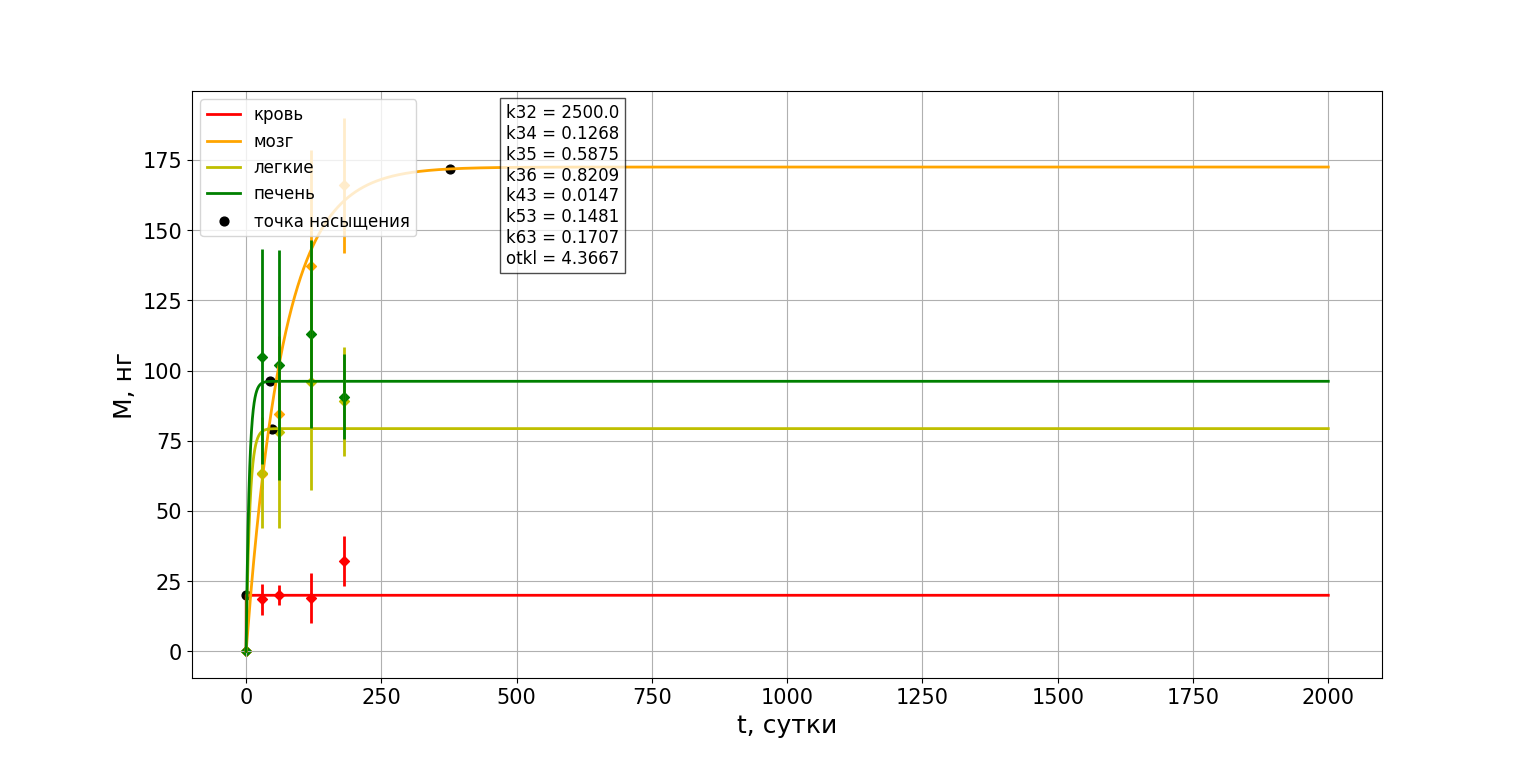 кровь
мозг
легкие
печень
точка насыщения
k32 = 2500.0
k34 = 0.1268
k35 = 0.5875
k36 = 0.8209
k43 = 0.0147
k53 = 0.1481
k63 = 0.1707
otkl = 4.3667
175
150
125
100
75
50
25
0
M, нг
0
250
500
750
1000
1250
1500
1750
2000
t, сутки